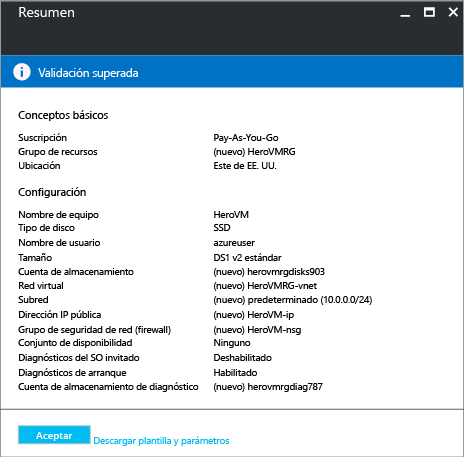 Resumen
Validación superada
Conceptos básicos
Suscripción Pay-As-You-Go
Grupo de recursos (nuevo) HeroVMRG
Ubicación Este de EE. UU.
Configuración
Nombre de equipo HeroVM
Tipo de disco SSD
Nombre de usuario azureuser
Tamaño DS1 v2 estándar
Cuenta de almacenamiento (nuevo) herovmrgdisks903
Red virtual (nuevo) HeroVMRG-vnet
Subred (nuevo) predeterminado (10.0.0.0/24)
Dirección IP pública (nuevo) HeroVM-ip
Grupo de seguridad de red (firewall) (nuevo) HeroVM-nsg
Conjunto de disponibilidad Ninguno
Diagnósticos del SO invitado Deshabilitado
Diagnósticos de arranque Habilitado
Cuenta de almacenamiento de diagnóstico (nuevo) herovmrgdiag787
Aceptar Descargar plantilla y parámetros